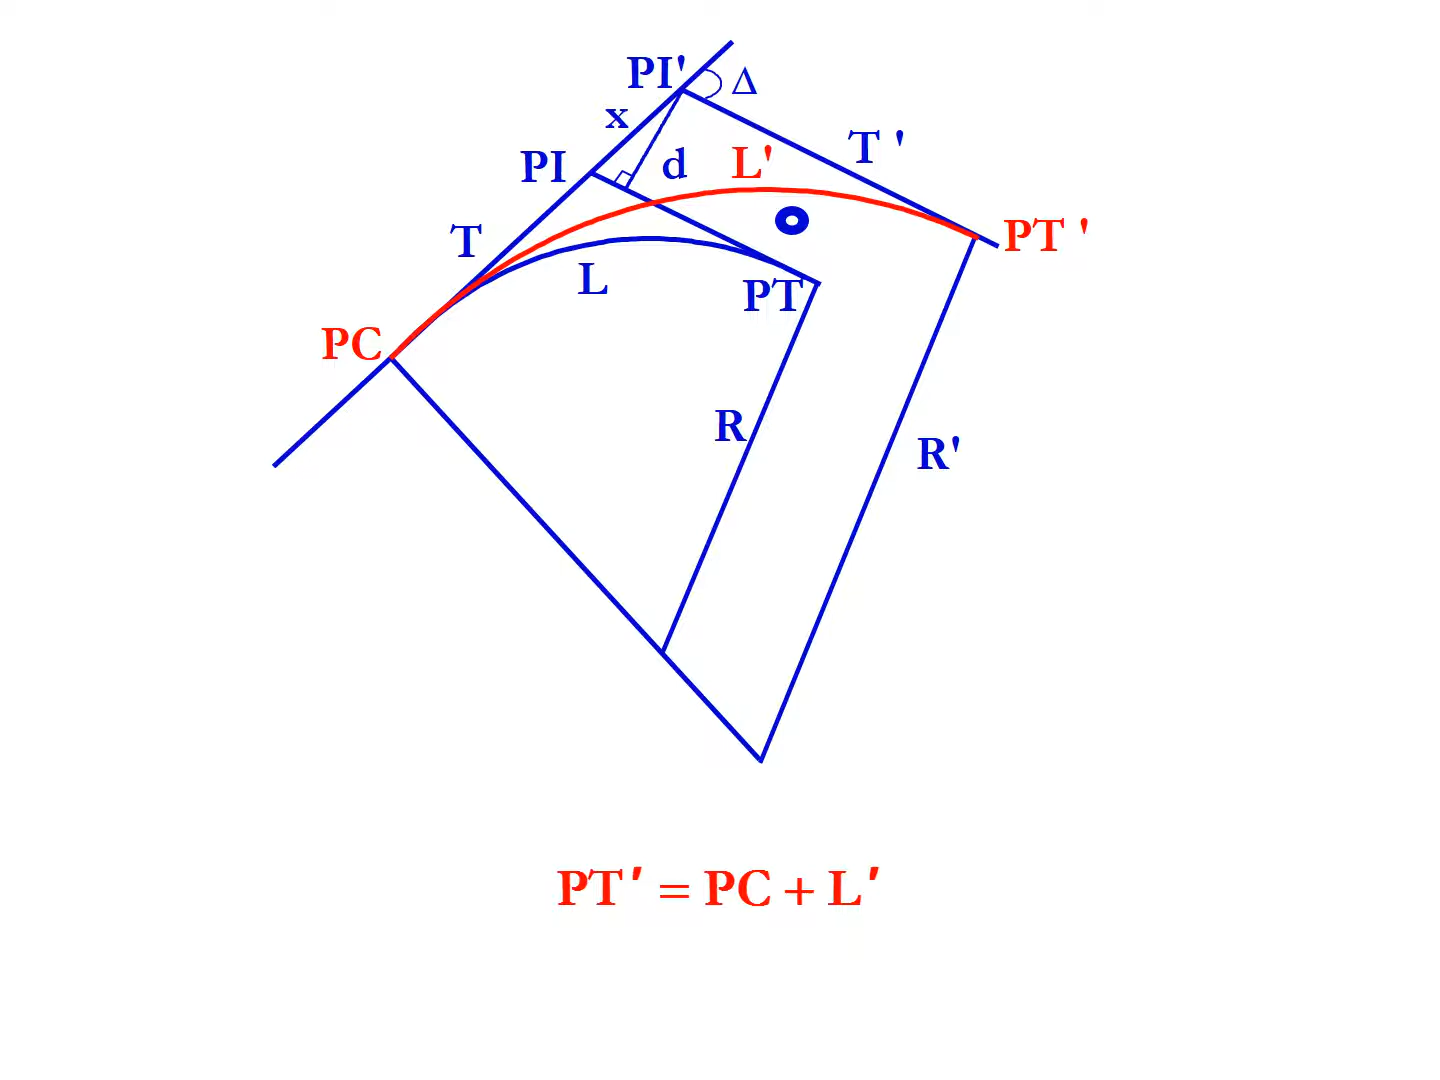 PI'
Δ
x
T '
PI
d
L'
T
PT '
L
PT
PC
R
R'
PT′ = PC + L′